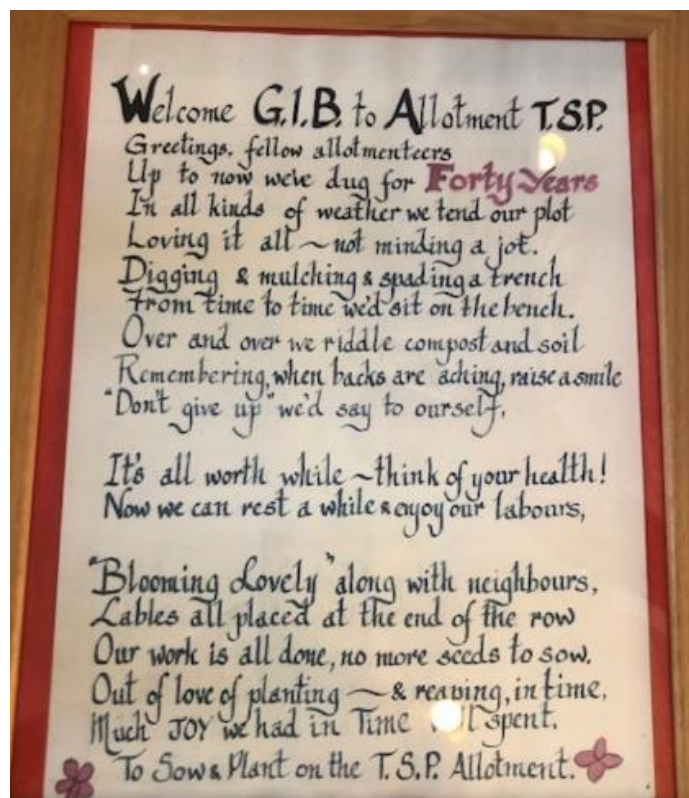 Welcome G.I.B. to Allotment T.S.P.
Greetings, fellow allotmenteers
Up to now we've dug for Forty Years
In all kinds of weather we tend our plot
Loving it all ~ not minding a jot.
Digging & mulching & spading a trench
From time to time we'd sit on the bench.
Over and over we riddle compost and soil
Remembering, when backs are aching, raise a smile
"Don't give up" we'd say to ourself,
It's all worth while ~ think of your health!
Now we can rest a while & enjoy our labours,
"Blooming Lovely" along with neighbours,
Lables all placed at the end of the row
Our work is all done, no more seeds to sow.
Out of love of planting ~ & reaping, in time,
Much JOY we had in Time spent.
To Sow & Plant on the T.S.P. Allotment.